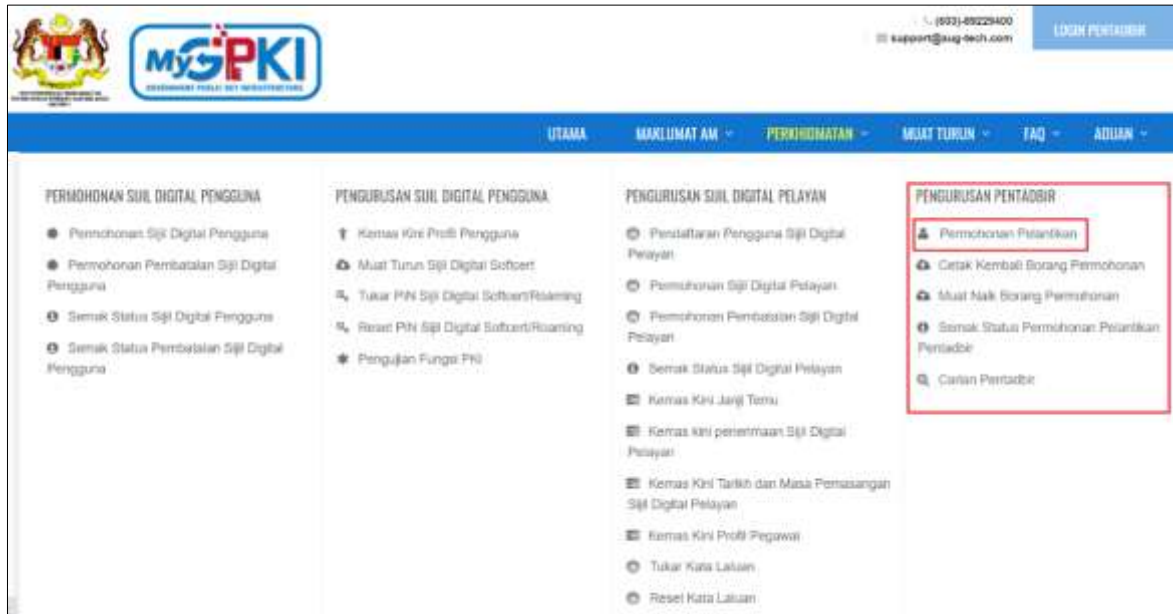 (603)-89229400
support@aug-tech.com
LOGIN PENTADBIR
MySPKI
GOVERNMENT PUBLIC KEY INFRASTRUCTURE
UTAMA
MAKLUMAT AM
PERKHIDMATAN
MUAT TURUN
FAQ
ADUAN
PERMOHONAN SIJIL DIGITAL PENGGUNA
Permohonan Sijil Digital Pengguna
Permohonan Pembatalan Sijil Digital
Pengguna
Semak Status Sijil Digital Pengguna
Semak Status Pembatalan Sijil Digital
Pengguna
PENGURUSAN SIJIL DIGITAL PENGGUNA
Kemas Kini Profil Pengguna
Muat Turun Sijil Digital Softcert
Tukar PIN Sijil Digital Softcert/Roaming
Reset PIN Sijil Digital Softcert/Roaming
Pengujian Fungsi PKI
PENGURUSAN SIJIL DIGITAL PELAYAN
Pendaftaran Pengguna Sijil Digital
Pelayan
Permohonan Sijil Digital Pelayan
Permohonan Pembatalan Sijil Digital
Pelayan
Semak Status Sijil Digital Pelayan
Kemas Kini Janji Temu
Kemas kini penerimaan Sijil Digital
Pelayan
Kemas Kini Tarikh dan Masa Pemasangan
Sijil Digital Pelayan
Kemas Kini Profil Pegawai
Tukar Kata Laluan
Reset Kata Laluan
PENGURUSAN PENTADBIR
Permohonan Pelantikan
Cetak Kembali Borang Permohonan
Muat Naik Borang Permohonan
Semak Status Permohonan Pelantikan
Pentadbir
Carian Pentadbir